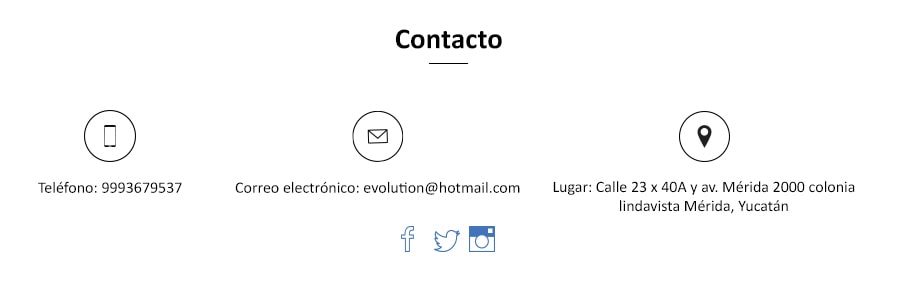 Contacto
Teléfono: 9993679537
Correo electrónico: evolution@hotmail.com
Lugar: Calle 23 x 40A y av. Mérida 2000 colonia
lindavista Mérida, Yucatán